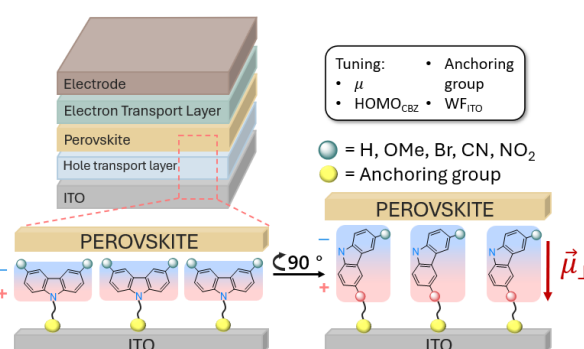 Electrode
Electron Transport Layer
Perovskite
Hole transport layer
ITO
Tuning:
• μ
• HOMO_CBZ
• Anchoring
group
• WF_ITO
= H, OMe, Br, CN, NO₂
= Anchoring group
PEROVSKITE
− 
+
N N N
ITO
90 °
PEROVSKITE
−
+
N N N
μ⃗⊥
ITO